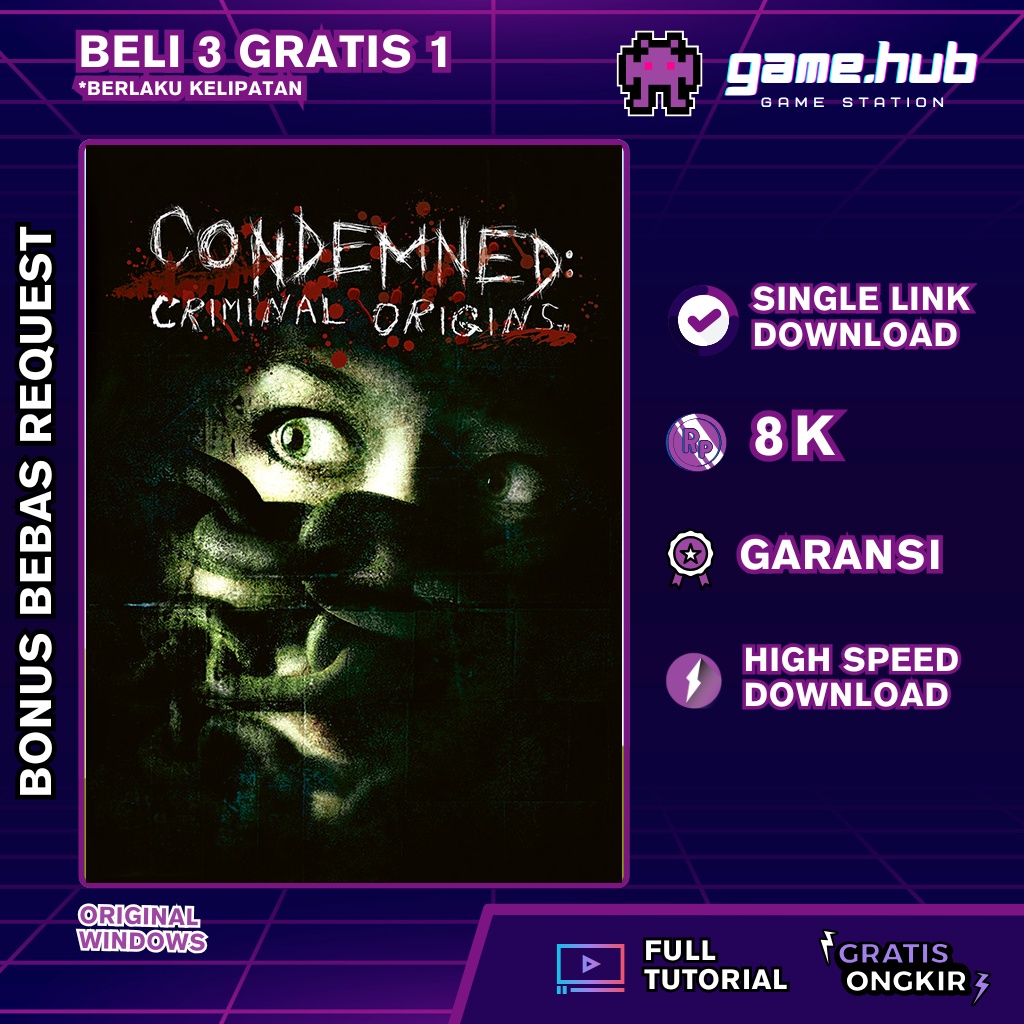 BELI 3 GRATIS 1
*BERLAKU KELIPATAN
game.hub
GAME STATION
BONUS BEBAS REQUEST
CONDEMNED:
CRIMINAL ORIGINS™
SINGLE LINK
DOWNLOAD
Rp
8K
GARANSI
HIGH SPEED
DOWNLOAD
ORIGINAL
WINDOWS
FULL
TUTORIAL
GRATIS
ONGKIR